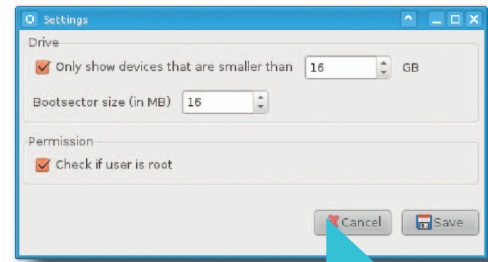 Settings
Drive
Only show devices that are smaller than 16 GB
Bootsector size (in MB) 16
Permission
Check if user is root
Cancel Save